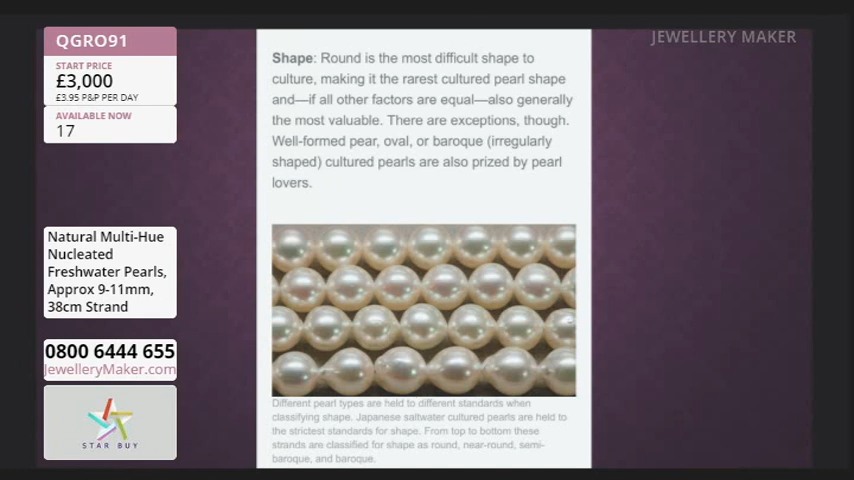 QGRO91
START PRICE
£3,000
£3.95 P&P PER DAY
AVAILABLE NOW
17
Natural Multi-Hue
Nucleated
Freshwater Pearls,
Approx 9-11mm,
38cm Strand
0800 6444 655
JewelleryMaker.com
STAR BUY
Shape: Round is the most difficult shape to
culture, making it the rarest cultured pearl shape
and—if all other factors are equal—also generally
the most valuable. There are exceptions, though.
Well-formed pear, oval, or baroque (irregularly
shaped) cultured pearls are also prized by pearl
lovers.
Different pearl types are held to different standards when
classifying shape. Japanese saltwater cultured pearls are held to
the strictest standards for shape. From top to bottom these
strands are classified for shape as round, near-round, semi-
baroque, and baroque.
JEWELLERY MAKER